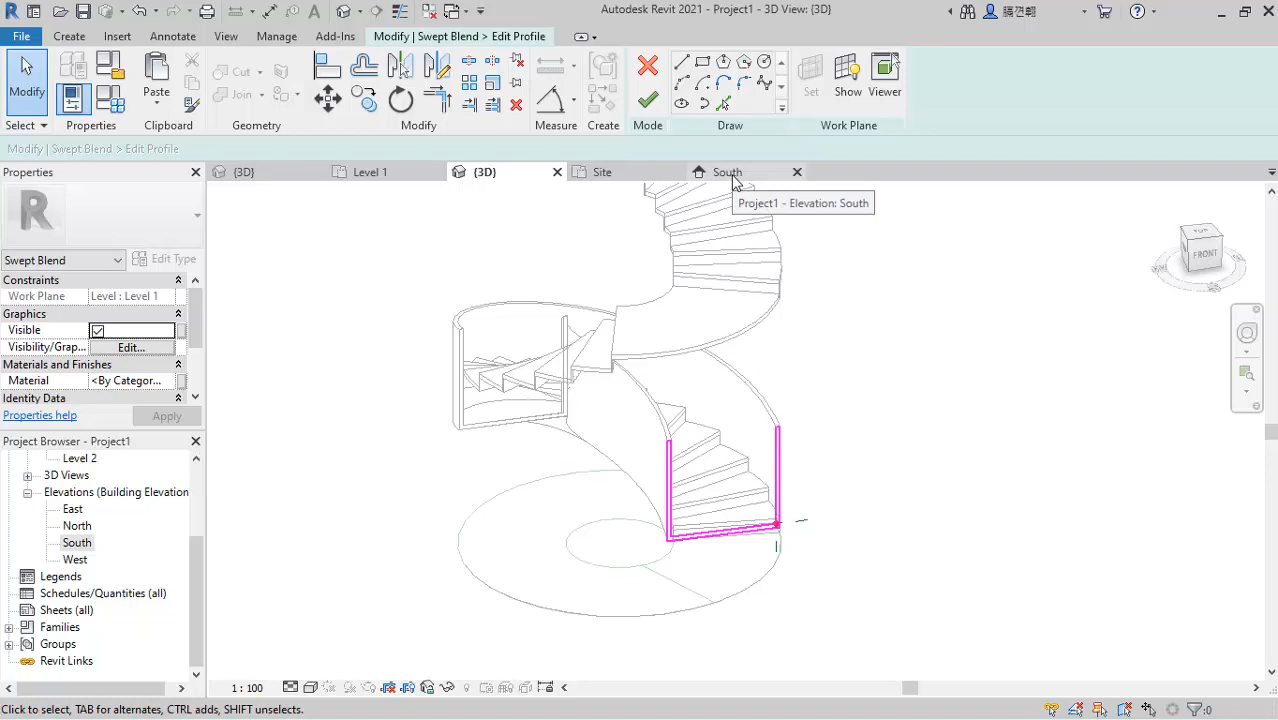 Autodesk Revit 2021 - Project1 - 3D View: {3D}
File Create Insert Annotate View Manage Add-Ins Modify | Swept Blend > Edit Profile
Modify Paste Cut Join Set Show Viewer
Select Properties Clipboard Geometry Modify Measure Create Mode Draw Work Plane
Modify | Swept Blend > Edit Profile
Properties
{3D} Level 1 {3D} Site South
Project1 - Elevation: South
Swept Blend Edit Type
Constraints
Work Plane Level : Level 1
Graphics
Visible
Visibility/Grap... Edit...
Materials and Finishes
Material <By Categor...
Identity Data
Properties help Apply
Project Browser - Project1
Level 2
3D Views
Elevations (Building Elevation
East
North
South
West
Legends
Schedules/Quantities (all)
Sheets (all)
Families
Groups
Revit Links
TOP
FRONT
1 : 100
Click to select, TAB for alternates, CTRL adds, SHIFT unselects.
:0